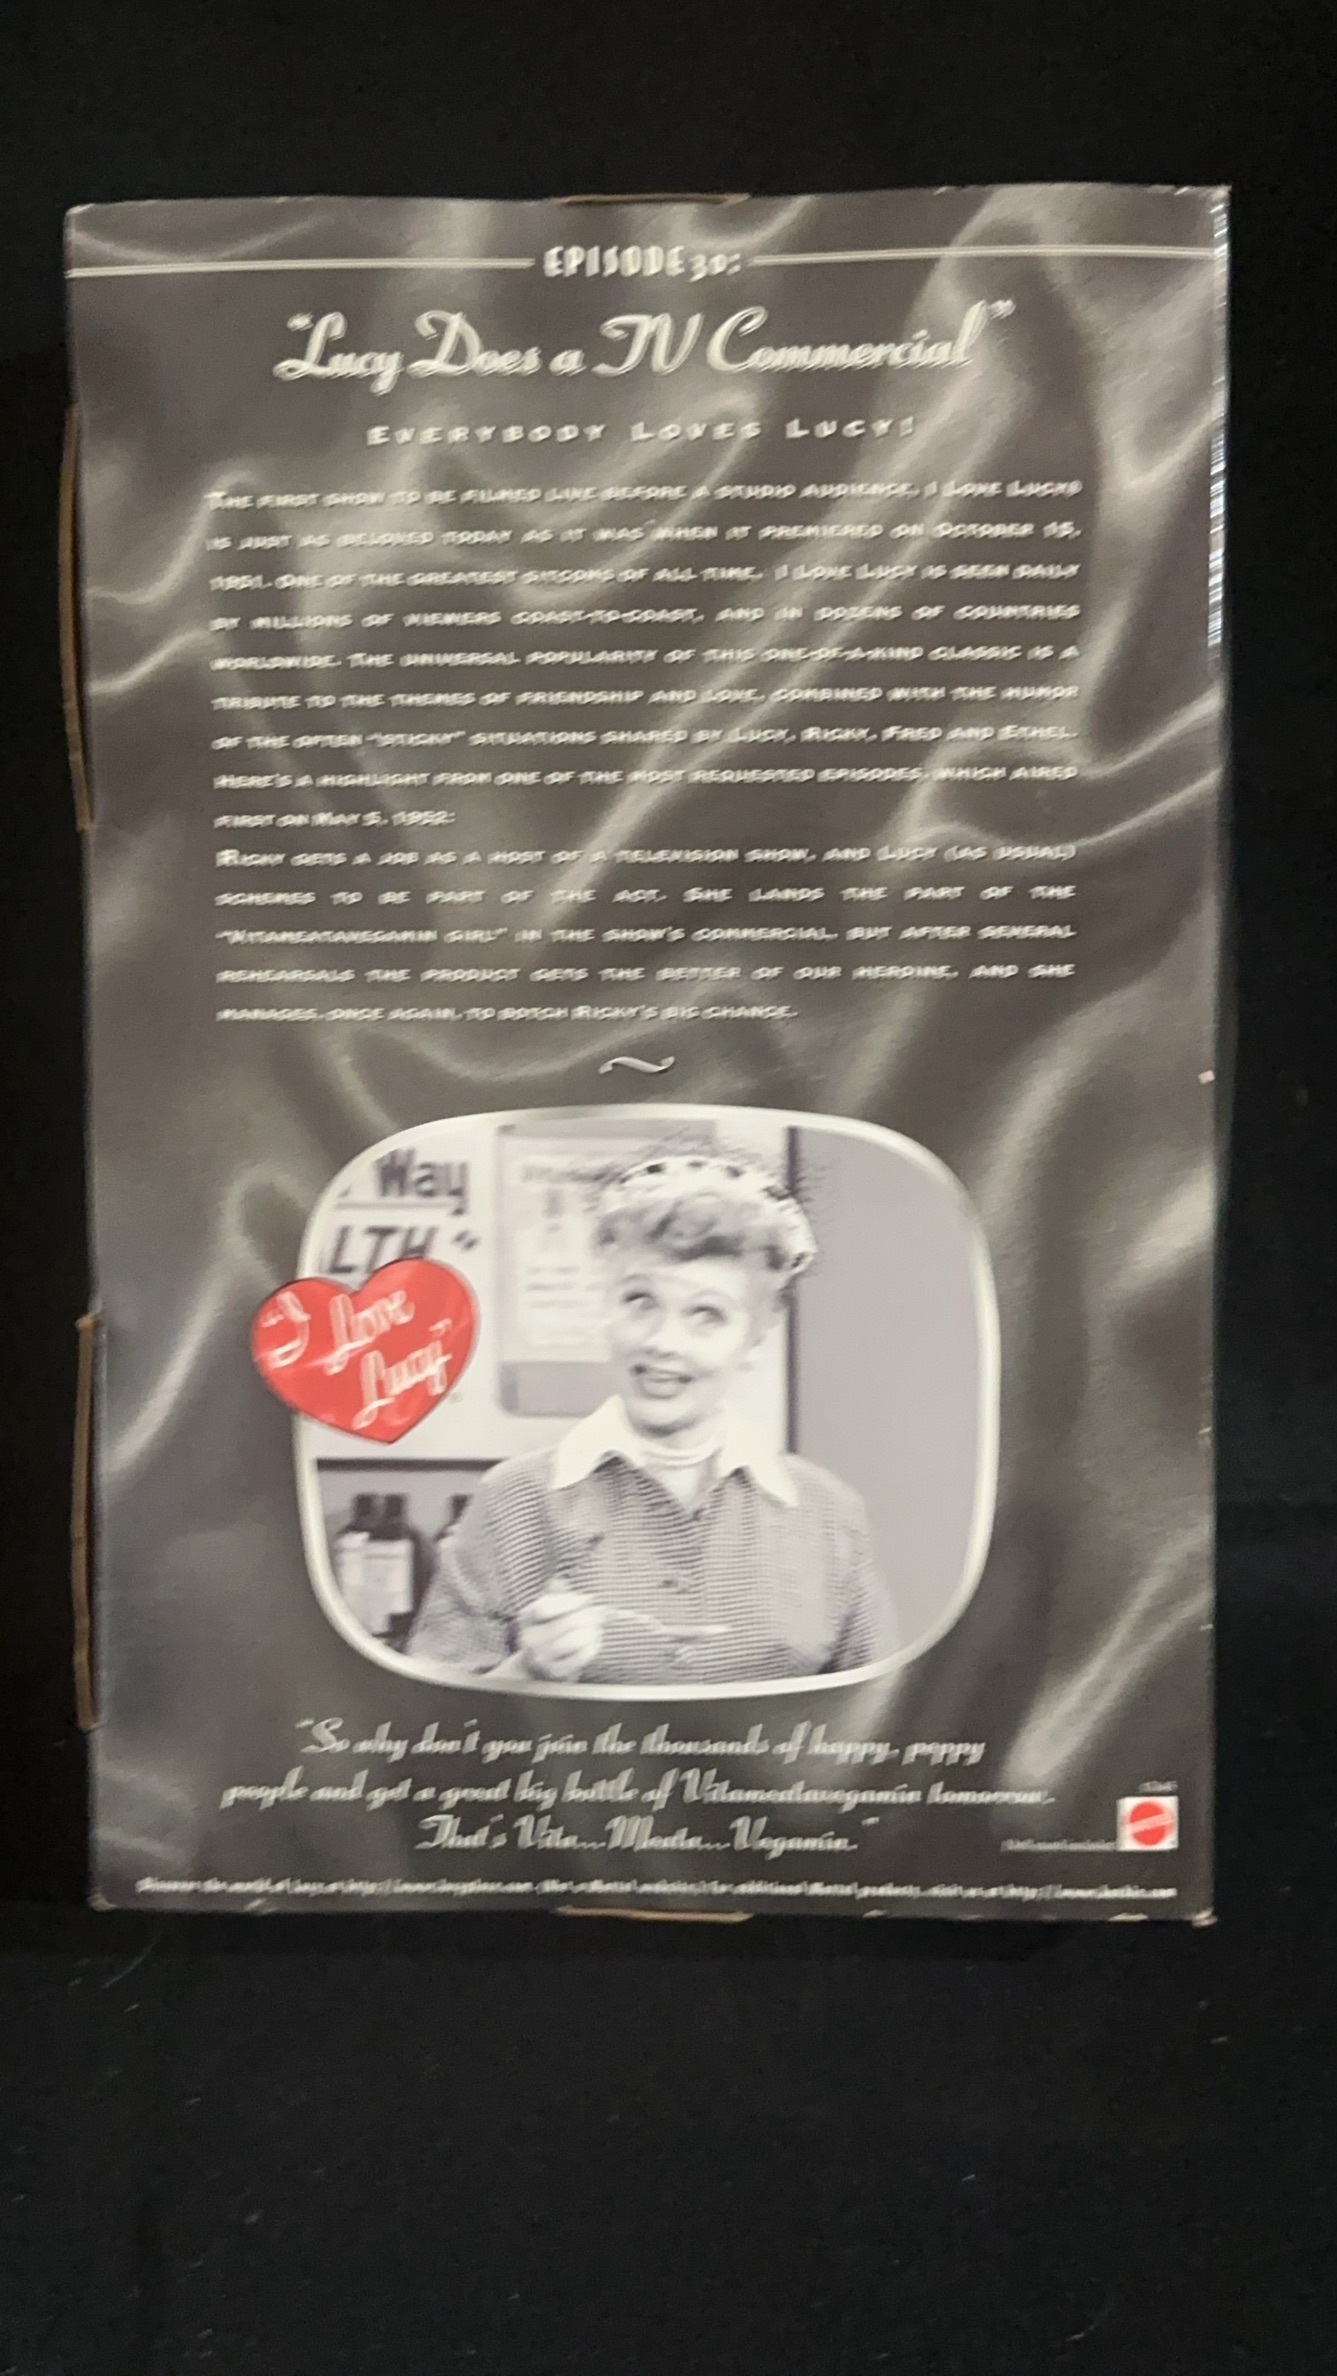 EPISODE 30:
"Lucy Does a TV Commercial"
EVERYBODY LOVES LUCY!
THE FIRST SHOW TO BE FILMED LIVE BEFORE A STUDIO AUDIENCE, I LOVE LUCY®
IS JUST AS BELOVED TODAY AS IT WAS WHEN IT PREMIERED ON OCTOBER 15,
1951. ONE OF THE GREATEST SITCOMS OF ALL TIME, I LOVE LUCY IS SEEN DAILY
BY MILLIONS OF VIEWERS COAST-TO-COAST, AND IN DOZENS OF COUNTRIES
WORLDWIDE. THE UNIVERSAL POPULARITY OF THIS ONE-OF-A-KIND CLASSIC IS A
TRIBUTE TO THE THEMES OF FRIENDSHIP AND LOVE, COMBINED WITH THE HUMOR
OF THE OFTEN "STICKY" SITUATIONS SHARED BY LUCY, RICKY, FRED AND ETHEL.
HERE'S A HIGHLIGHT FROM ONE OF THE MOST REQUESTED EPISODES, WHICH AIRED
FIRST ON MAY 5, 1952:
RICKY GETS A JOB AS A HOST OF A TELEVISION SHOW, AND LUCY (AS USUAL)
SCHEMES TO BE PART OF THE ACT. SHE LANDS THE PART OF THE
"VITAMEATAVEGAMIN GIRL" IN THE SHOW'S COMMERCIAL, BUT AFTER SEVERAL
REHEARSALS THE PRODUCT GETS THE BETTER OF OUR HEROINE, AND SHE
MANAGES, ONCE AGAIN, TO BOTCH RICKY'S BIG CHANCE.
Way
LTH."
"I Love
Lucy"
"So why don't you join the thousands of happy, peppy
people and get a great big bottle of Vitameatavegamin tomorrow.
That's Vita...Meata...Vegamin."